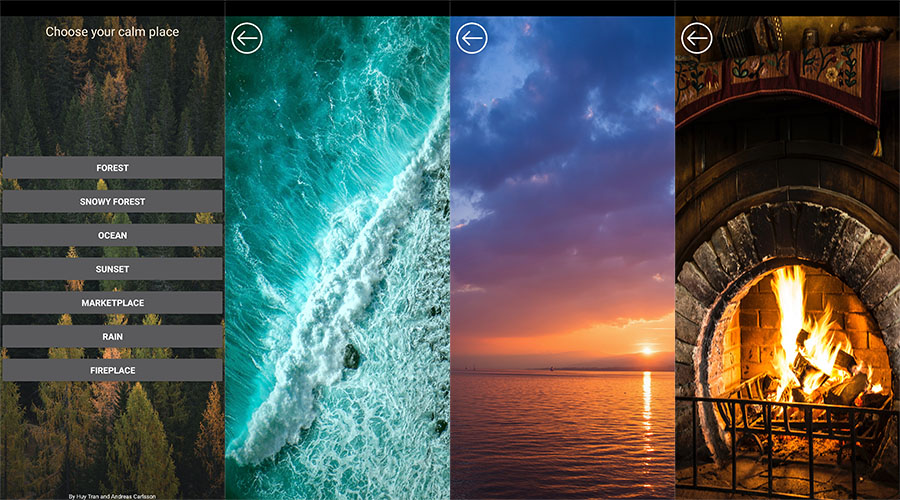 Choose your calm place
FOREST
SNOWY FOREST
OCEAN
SUNSET
MARKETPLACE
RAIN
FIREPLACE
By Huy Tran and Andreas Carlsson